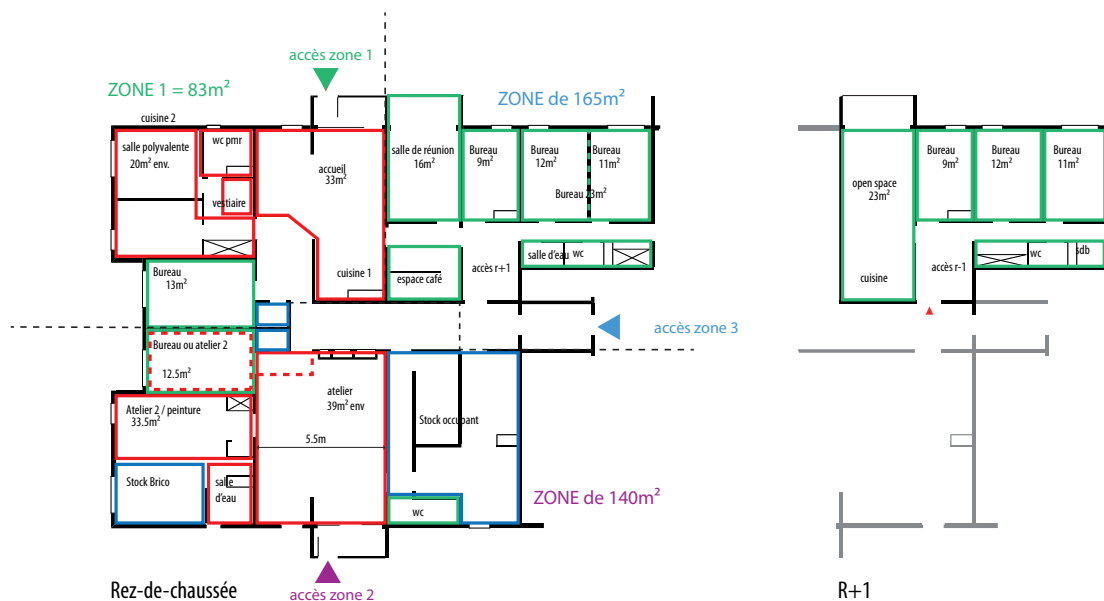 accès zone 1
ZONE 1 = 83m²
ZONE de 165m²
cuisine 2
salle polyvalente
20m² env.
wc pmr
vestiaire
accueil
33m²
cuisine 1
salle de réunion
16m²
Bureau
9m²
Bureau
12m²
Bureau
11m²
Bureau 23m²
salle d'eau
wc
espace café
accès r+1
Bureau
13m²
Bureau ou atelier 2
12.5m²
accès zone 3
Atelier 2 / peinture
33.5m²
atelier
39m² env
5.5m
Stock occupant
Stock Brico
salle
d'eau
wc
ZONE de 140m²
accès zone 2
Rez-de-chaussée
open space
23m²
Bureau
9m²
Bureau
12m²
Bureau
11m²
cuisine
accès r-1
wc
sdb
R+1